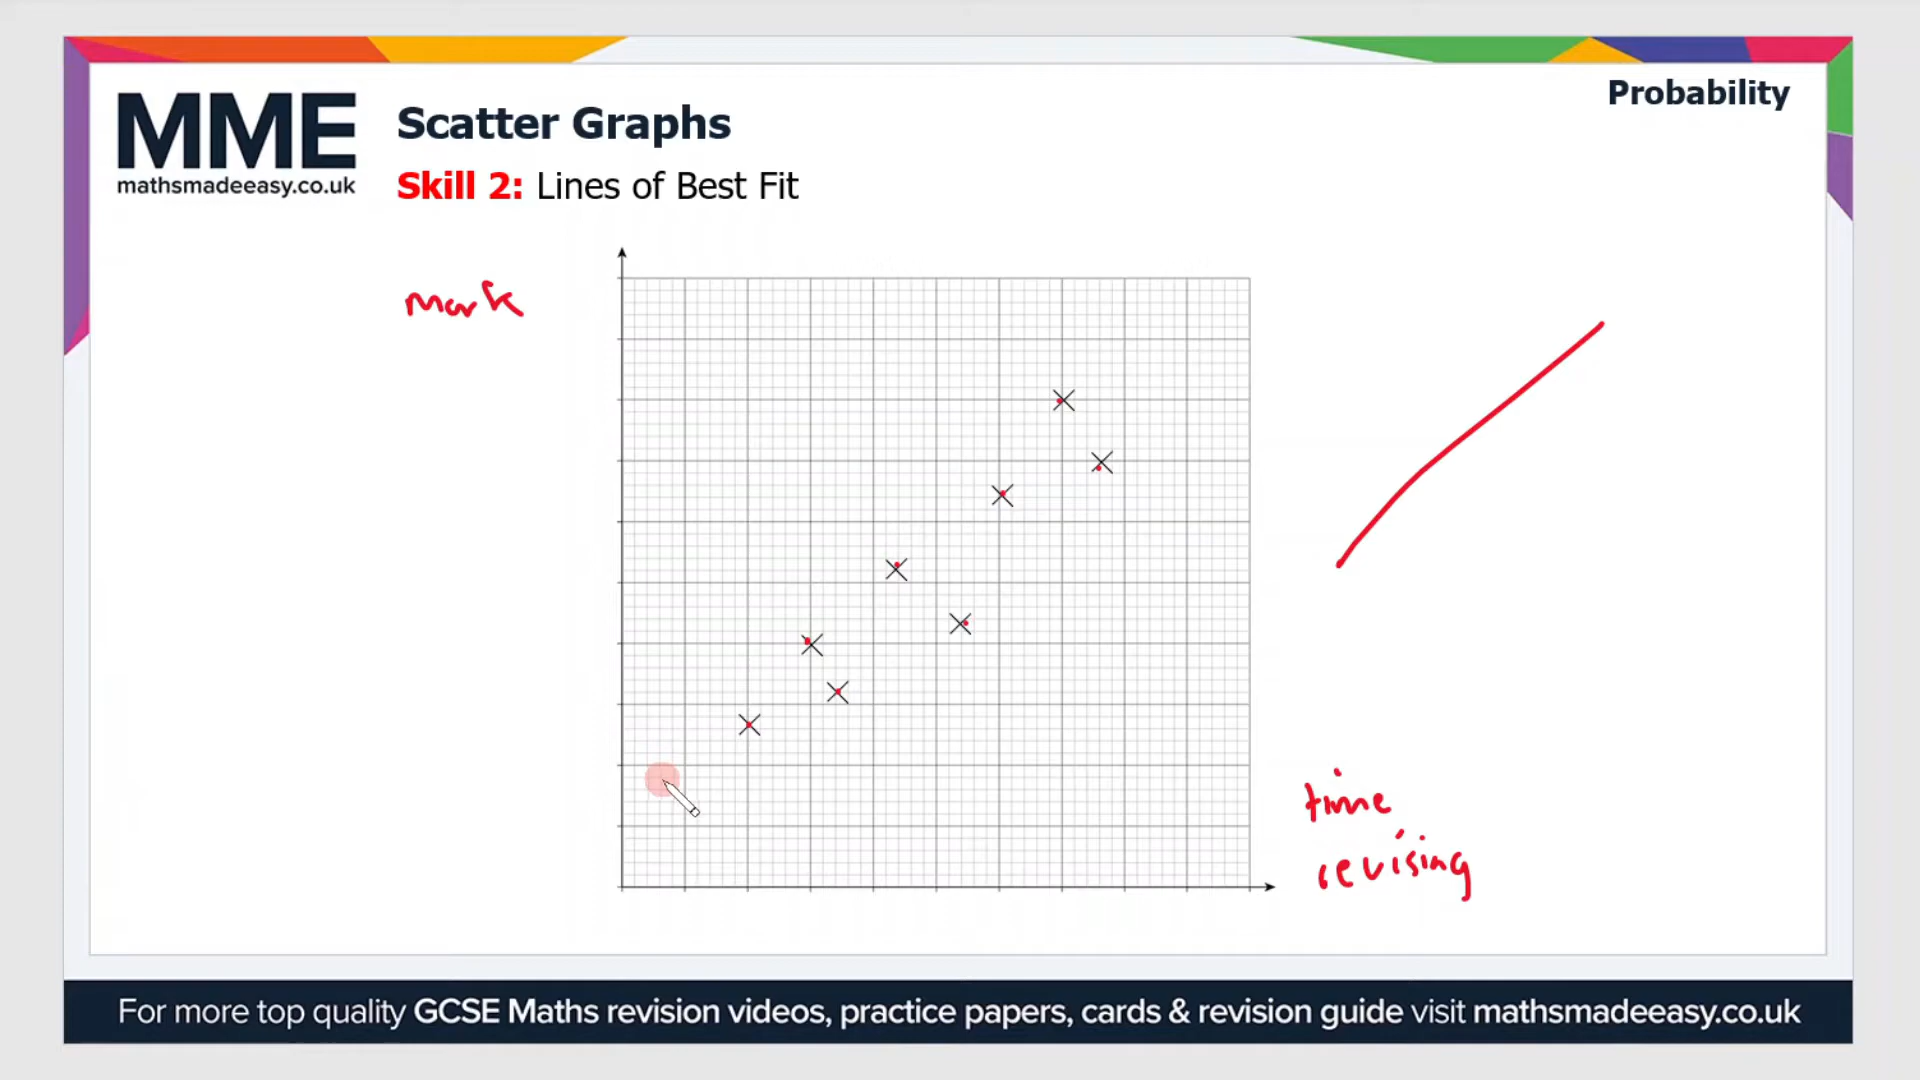 MME
mathsmadeeasy.co.uk
Scatter Graphs
Skill 2: Lines of Best Fit
Probability
mark
time
revising
For more top quality GCSE Maths revision videos, practice papers, cards & revision guide visit mathsmadeeasy.co.uk